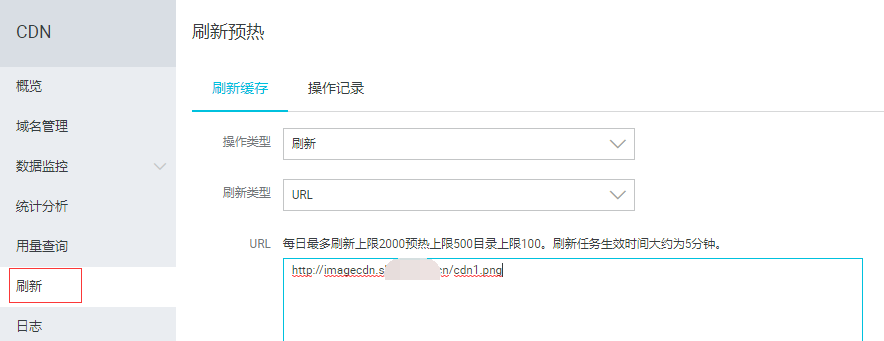 CDN
概览
域名管理
数据监控
统计分析
用量查询
刷新
日志
刷新预热
刷新缓存 操作记录
操作类型 刷新
刷新类型 URL
URL 每日最多刷新上限2000预热上限500目录上限100。刷新任务生效时间大约为5分钟。
http://imagecdn.s cn/cdn1.png